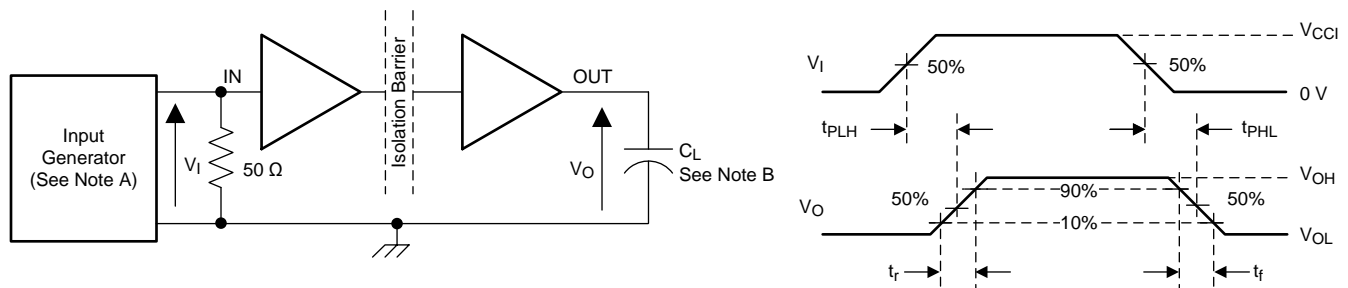 Input
Generator
(See Note A)
V_I
IN
50 Ω
Isolation Barrier
OUT
V_O
C_L
See Note B
V_I
50%
50%
V_CCI
0 V
t_PLH
t_PHL
V_O
50%
90%
10%
50%
V_OH
V_OL
t_r
t_f